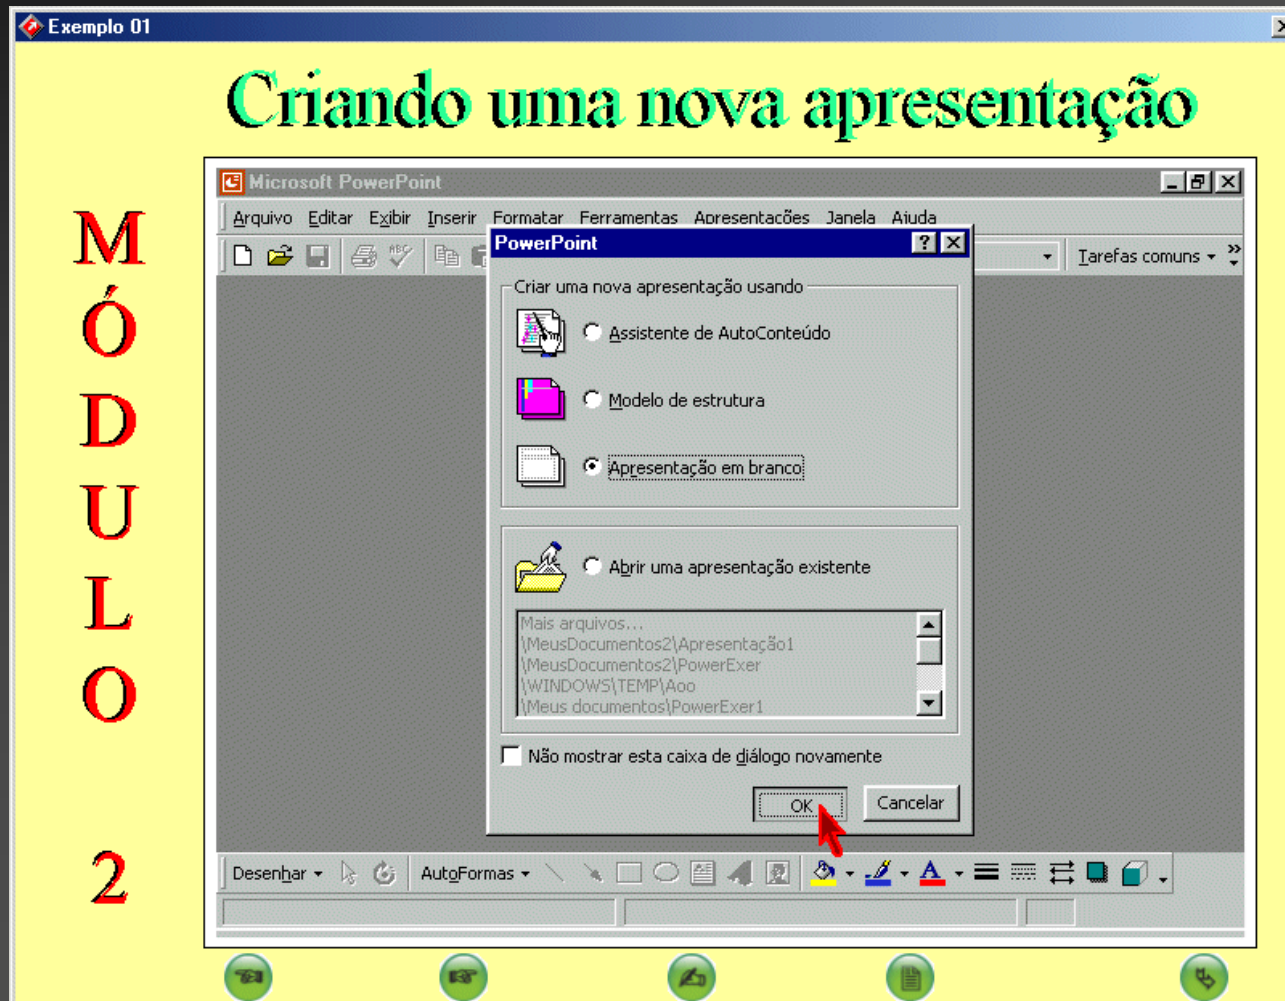 Exemplo 01
Criando uma nova apresentação
MÓDULO 2
Microsoft PowerPoint
Arquivo Editar Exibir Inserir Formatar Ferramentas Apresentações Janela Ajuda
Tarefas comuns
PowerPoint
Criar uma nova apresentação usando
Assistente de AutoConteúdo
Modelo de estrutura
Apresentação em branco
Abrir uma apresentação existente
Mais arquivos...
\MeusDocumentos2\Apresentação1
\MeusDocumentos2\PowerExer
\WINDOWS\TEMP\Aoo
\Meus documentos\PowerExer1
Não mostrar esta caixa de diálogo novamente
OK Cancelar
Desenhar AutoFormas A